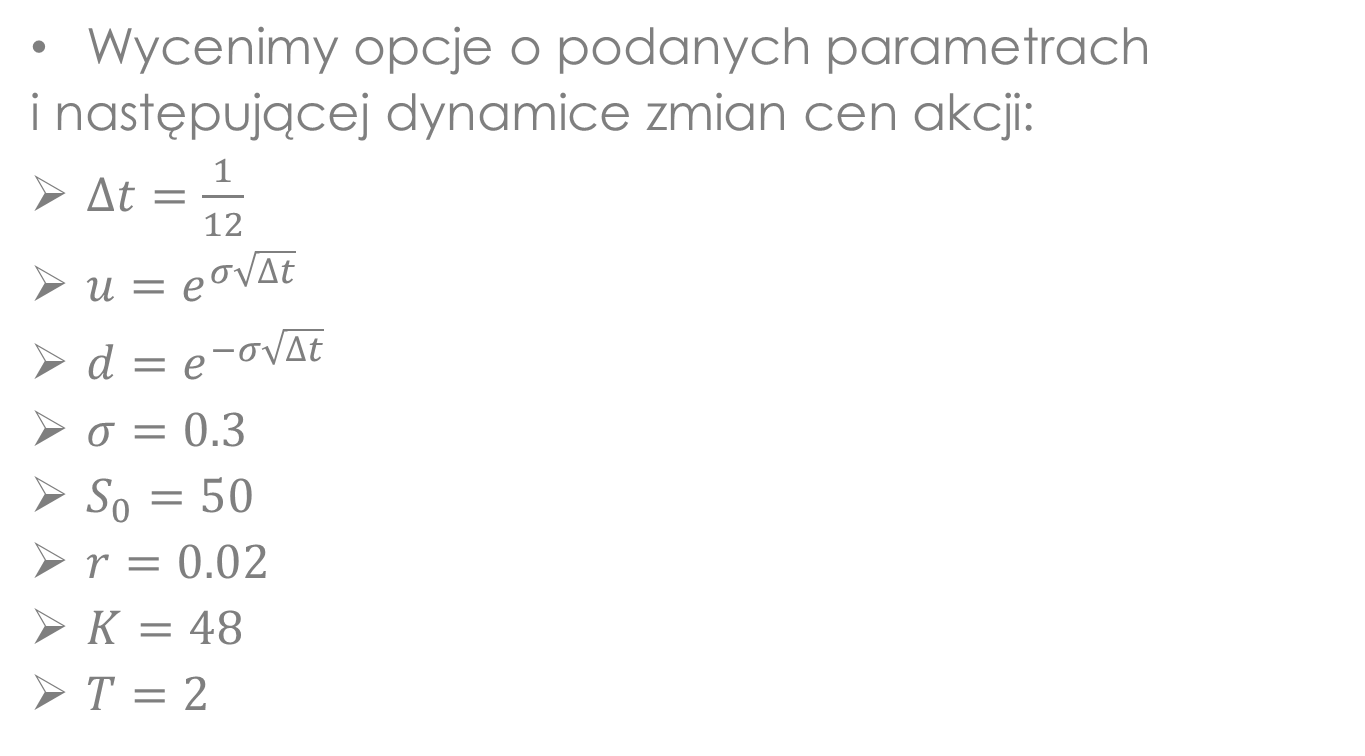 • Wycenimy opcje o podanych parametrach
i następującej dynamice zmian cen akcji:
➢ Δt = 1/12
➢ u = e^{σ√Δt}
➢ d = e^{−σ√Δt}
➢ σ = 0.3
➢ S₀ = 50
➢ r = 0.02
➢ K = 48
➢ T = 2